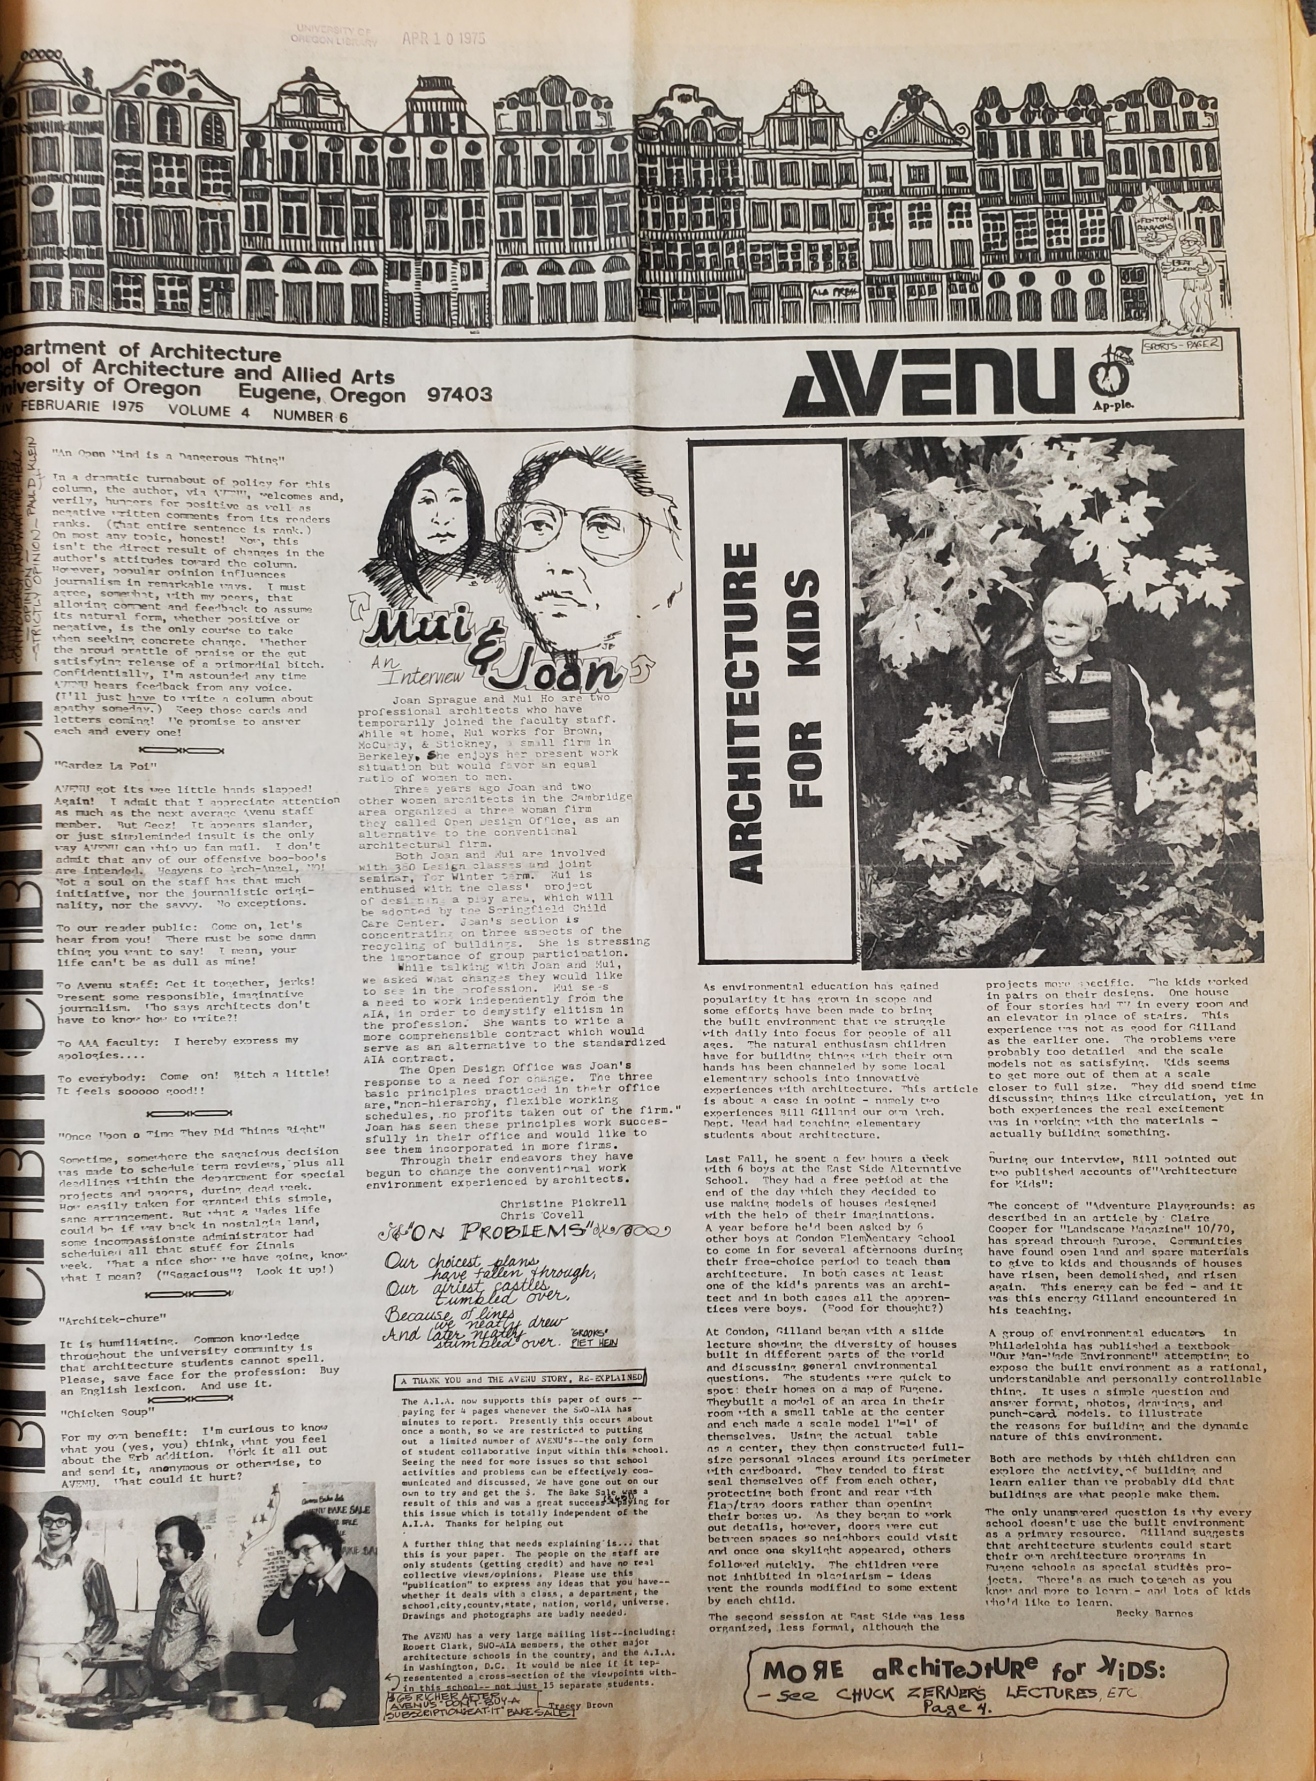 UNIVERSITY OF
OREGON LIBRARY
APR 10 1975
FENTON
PHARAOHS
ALE PRESS
SPORTS - PAGE 2
Department of Architecture
School of Architecture and Allied Arts
University of Oregon Eugene, Oregon 97403
FEBRUARIE 1975 VOLUME 4 NUMBER 6
AVENU
Ap-ple.
STRICTLY OPINION - PAUL D. KLEIN
"An Open Mind is a Dangerous Thing"
In a dramatic turnabout of policy for this
column, the author, via AVENU, welcomes and,
verily, hungers for positive as well as
negative written comments from its readers
ranks. (That entire sentence is rank.)
On most any topic, honest! Now, this
isn't the direct result of changes in the
author's attitudes toward the column.
However, popular opinion influences
journalism in remarkable ways. I must
agree, somewhat, with my peers, that
allowing comment and feedback to assume
its natural form, whether positive or
negative, is the only course to take
when seeking concrete change. Whether
the proud prattle of praise or the gut
satisfying release of a primordial bitch.
Confidentially, I'm astounded any time
AVENU hears feedback from any voice.
(I'll just have to write a column about
apathy someday.) Keep those cards and
letters coming! We promise to answer
each and every one!
"Gardez La Foi"
AVENU got its wee little hands slapped!
Again! I admit that I appreciate attention
as much as the next average Avenu staff
member. But Geez! It appears slander,
or just simpleminded insult is the only
way AVENU can whip up fan mail. I don't
admit that any of our offensive boo-boo's
are intended. Heavens to Arch-Angel, NO!
Not a soul on the staff has that much
initiative, nor the journalistic origi-
nality, nor the savvy. No exceptions.
To our reader public: Come on, let's
hear from you! There must be some damn
thing you want to say! I mean, your
life can't be as dull as mine!
To Avenu staff: Get it together, jerks!
Present some responsible, imaginative
journalism. Who says architects don't
have to know how to write?!
To AAA faculty: I hereby express my
apologies....
To everybody: Come on! Bitch a little!
It feels sooooo good!!
"Once Upon a Time They Did Things Right"
Sometime, somewhere the sagacious decision
was made to schedule term reviews, plus all
deadlines within the department for special
projects and papers, during dead week.
How easily taken for granted this simple,
sane arrangement. But what a Hades life
could be if way back in nostalgia land,
some incompassionate administrator had
scheduled all that stuff for finals
week. What a nice show we have going, know
what I mean? ("Sagacious"? Look it up!)
"Architek-chure"
It is humiliating. Common knowledge
throughout the university community is
that architecture students cannot spell.
Please, save face for the profession: Buy
an English lexicon. And use it.
"Chicken Soup"
For my own benefit: I'm curious to know
what you (yes, you) think, what you feel
about the Erb addition. Work it all out
and send it, anonymous or otherwise, to
AVENU. What could it hurt?
BAKE SALE
Mui
& Joan
An
Interview
Joan Sprague and Mui Ho are two
professional architects who have
temporarily joined the faculty staff.
While at home, Mui works for Brown,
McCurdy, & Stickney, a small firm in
Berkeley. She enjoys her present work
situation but would favor an equal
ratio of women to men.
Three years ago Joan and two
other women architects in the Cambridge
area organized a three woman firm
they called Open Design Office, as an
alternative to the conventional
architectural firm.
Both Joan and Mui are involved
with 380 Design classes and joint
seminar, for Winter term. Mui is
enthused with the class' project
of designing a play area, which will
be adopted by the Springfield Child
Care Center. Joan's section is
concentrating on three aspects of the
recycling of buildings. She is stressing
the importance of group participation.
While talking with Joan and Mui,
we asked what changes they would like
to see in the profession. Mui sees
a need to work independently from the
AIA, in order to demystify elitism in
the profession. She wants to write a
more comprehensible contract which would
serve as an alternative to the standardized
AIA contract.
The Open Design Office was Joan's
response to a need for change. The three
basic principles practiced in their office
are, "non-hierarchy, flexible working
schedules, no profits taken out of the firm."
Joan has seen these principles work succes-
sfully in their office and would like to
see them incorporated in more firms.
Through their endeavors they have
begun to change the conventional work
environment experienced by architects.
Christine Pickrell
Chris Covell
"ON PROBLEMS"
Our choicest plans
have fallen through,
Our airiest castles
tumbled over,
Because of lines
we neatly drew
And later neatly
stumbled over.
"GROOKS"
PIET HEIN
A THANK YOU and THE AVENU STORY, RE-EXPLAINED
The A.I.A. now supports this paper of ours --
paying for 4 pages whenever the SWO-AIA has
minutes to report. Presently this occurs about
once a month, so we are restricted to putting
out a limited number of AVENU's--the only form
of student collaborative input within this school.
Seeing the need for more issues so that school
activities and problems can be effectively com-
municated and discussed, we have gone out on our
own to try and get the $. The Bake Sale was a
result of this and was a great success paying for
this issue which is totally independent of the
A.I.A. Thanks for helping out
A further thing that needs explaining is... that
this is your paper. The people on the staff are
only students (getting credit) and have no real
collective views/opinions. Please use this
"publication" to express any ideas that you have--
whether it deals with a class, a department, the
school,city,county,state, nation, world, universe.
Drawings and photographs are badly needed.
The AVENU has a very large mailing list--including:
Robert Clark, SWO-AIA members, the other major
architecture schools in the country, and the A.I.A.
in Washington, D.C. It would be nice if it rep-
resentented a cross-section of the viewpoints with-
in this school-- not just 15 separate students.
Tracey Brown
$65 RICHER AFTER
AVENU'S "DON'T BUY A
SUBSCRIPTION, EAT IT" BAKE SALE!
ARCHITECTURE
FOR KIDS
As environmental education has gained
popularity it has grown in scope and
some efforts have been made to bring
the built environment that we struggle
with daily into focus for people of all
ages. The natural enthusiasm children
have for building things with their own
hands has been channeled by some local
elementary schools into innovative
experiences with architecture. This article
is about a case in point - namely two
experiences Bill Gilland our own Arch.
Dept. Head had teaching elementary
students about architecture.
Last Fall, he spent a few hours a week
with 6 boys at the East Side Alternative
School. They had a free period at the
end of the day which they decided to
use making models of houses designed
with the help of their imaginations.
A year before he'd been asked by 6
other boys at Condon Elementary School
to come in for several afternoons during
their free-choice period to teach them
architecture. In both cases at least
one of the kid's parents was an archi-
tect and in both cases all the appren-
tices were boys. (Food for thought?)
At Condon, Gilland began with a slide
lecture showing the diversity of houses
built in different parts of the world
and discussing general environmental
questions. The students were quick to
spot their homes on a map of Eugene.
They made a model of an area in their
room with a small table at the center
and each made a scale model 1"=1' of
themselves. Using the actual table
as a center, they then constructed full-
size personal places around its perimeter
with cardboard. They tended to first
seal themselves off from each other,
protecting both front and rear with
flap/trap doors rather than opening
their boxes up. As they began to work
out details, however, doors were cut
between spaces so neighbors could visit
and once one skylight appeared, others
followed quickly. The children were
not inhibited in plagiarism - ideas
went the rounds modified to some extent
by each child.
The second session at East Side was less
organized, less formal, although the
projects more specific. The kids worked
in pairs on their designs. One house
of four stories had TV in every room and
an elevator in place of stairs. This
experience was not as good for Gilland
as the earlier one. The problems were
probably too detailed and the scale
models not as satisfying. Kids seems
to get more out of them at a scale
closer to full size. They did spend time
discussing things like circulation, yet in
both experiences the real excitement
was in working with the materials -
actually building something.
During our interview, Bill pointed out
two published accounts of "Architecture
for Kids":
The concept of "Adventure Playgrounds: as
described in an article by Claire
Cooper for "Landscape Magazine" 10/70,
has spread through Europe. Communities
have found open land and spare materials
to give to kids and thousands of houses
have risen, been demolished, and risen
again. This energy can be fed - and it
was this energy Gilland encountered in
his teaching.
A group of environmental educators in
Philadelphia has published a textbook
"Our Man-Made Environment" attempting to
expose the built environment as a rational,
understandable and personally controllable
thing. It uses a simple question and
answer format, photos, drawings, and
punch-card models. to illustrate
the reasons for building and the dynamic
nature of this environment.
Both are methods by which children can
explore the activity of building and
learn earlier than we probably did that
buildings are what people make them.
The only unanswered question is why every
school doesn't use the built environment
as a primary resource. Gilland suggests
that architecture students could start
their own architecture programs in
Eugene schools as special studies pro-
jects. There's as much to teach as you
know and more to learn - and lots of kids
who'd like to learn.
Becky Barnes
MORE aRchiTecTURe for KiDS:
- see CHUCK ZERNER'S LECTURES, ETC
Page 4.